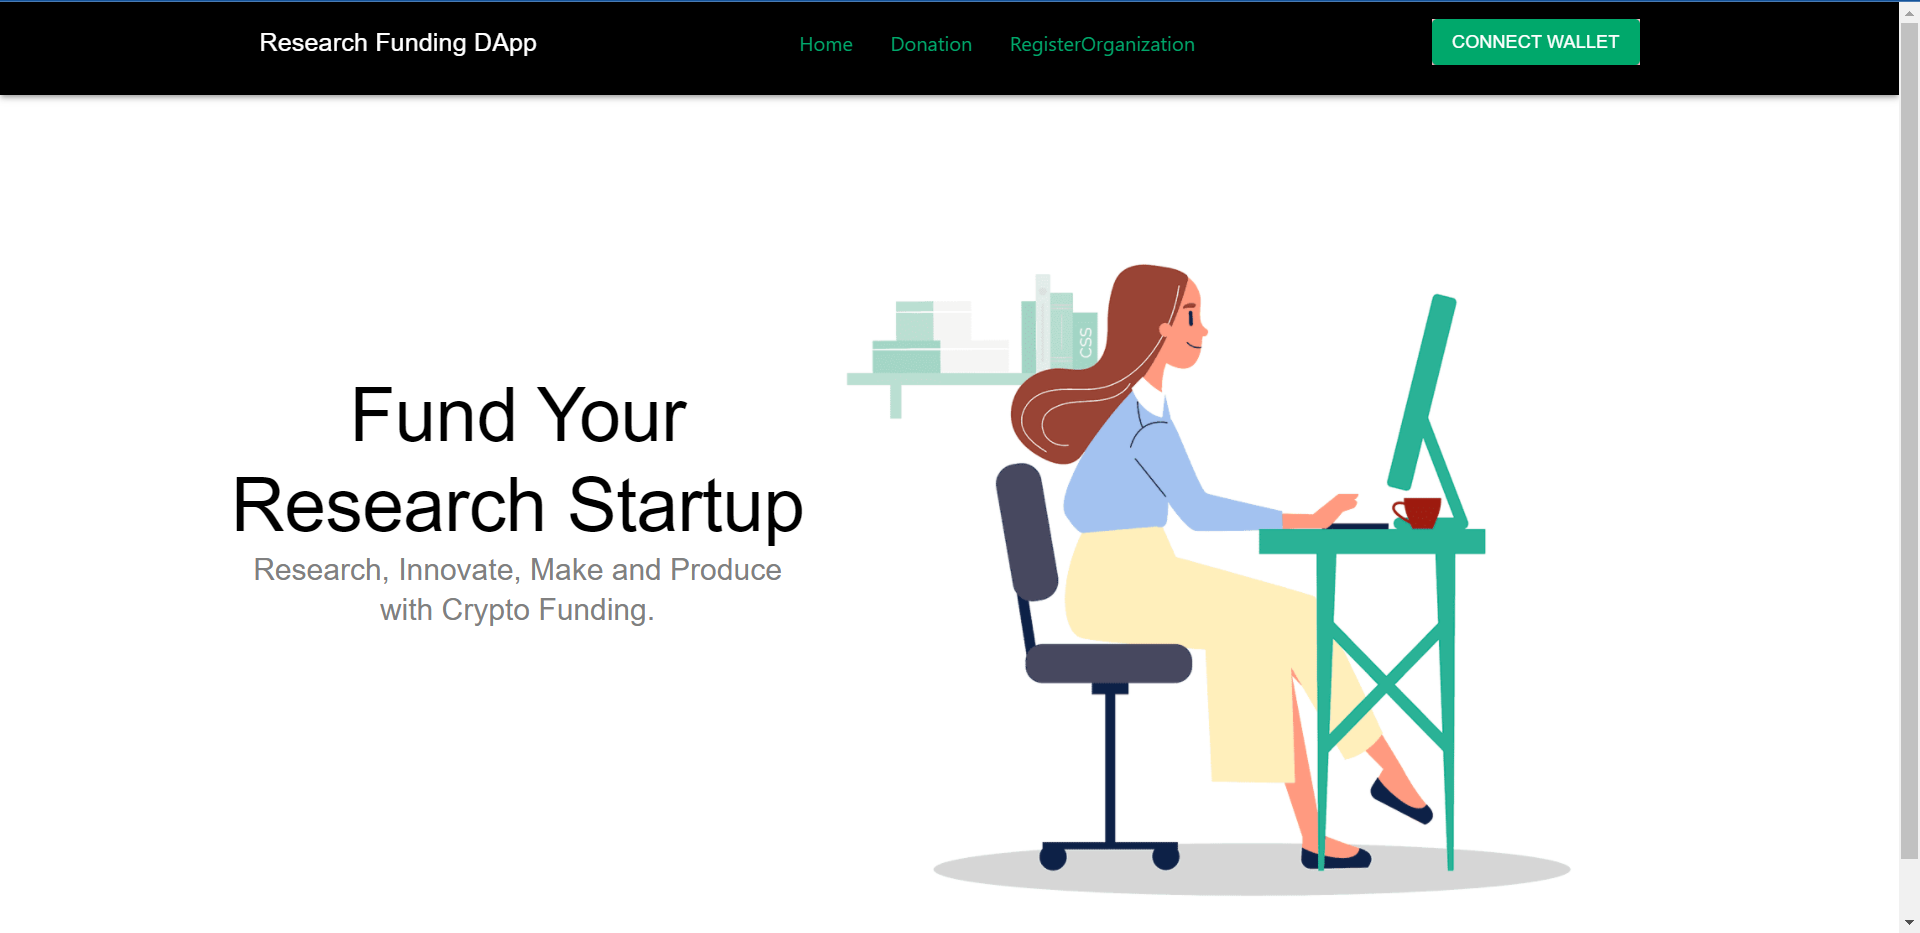 Research Funding DApp
Home
Donation
RegisterOrganization
CONNECT WALLET
CSS
Fund Your
Research Startup
Research, Innovate, Make and Produce
with Crypto Funding.